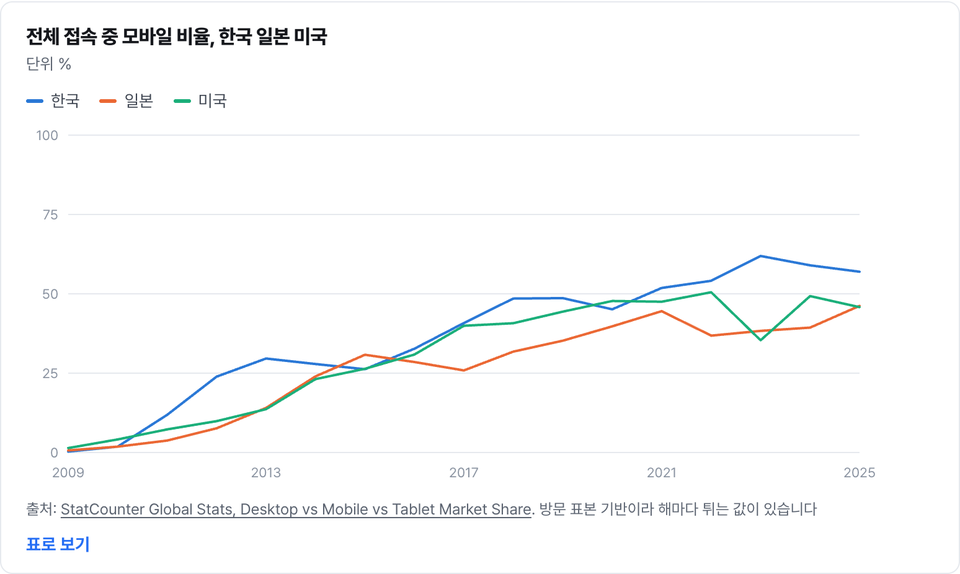 전체 접속 중 모바일 비율, 한국 일본 미국
단위 %
한국 일본 미국
100
75
50
25
0
2009 2013 2017 2021 2025
출처: StatCounter Global Stats, Desktop vs Mobile vs Tablet Market Share. 방문 표본 기반이라 해마다 튀는 값이 있습니다
표로 보기